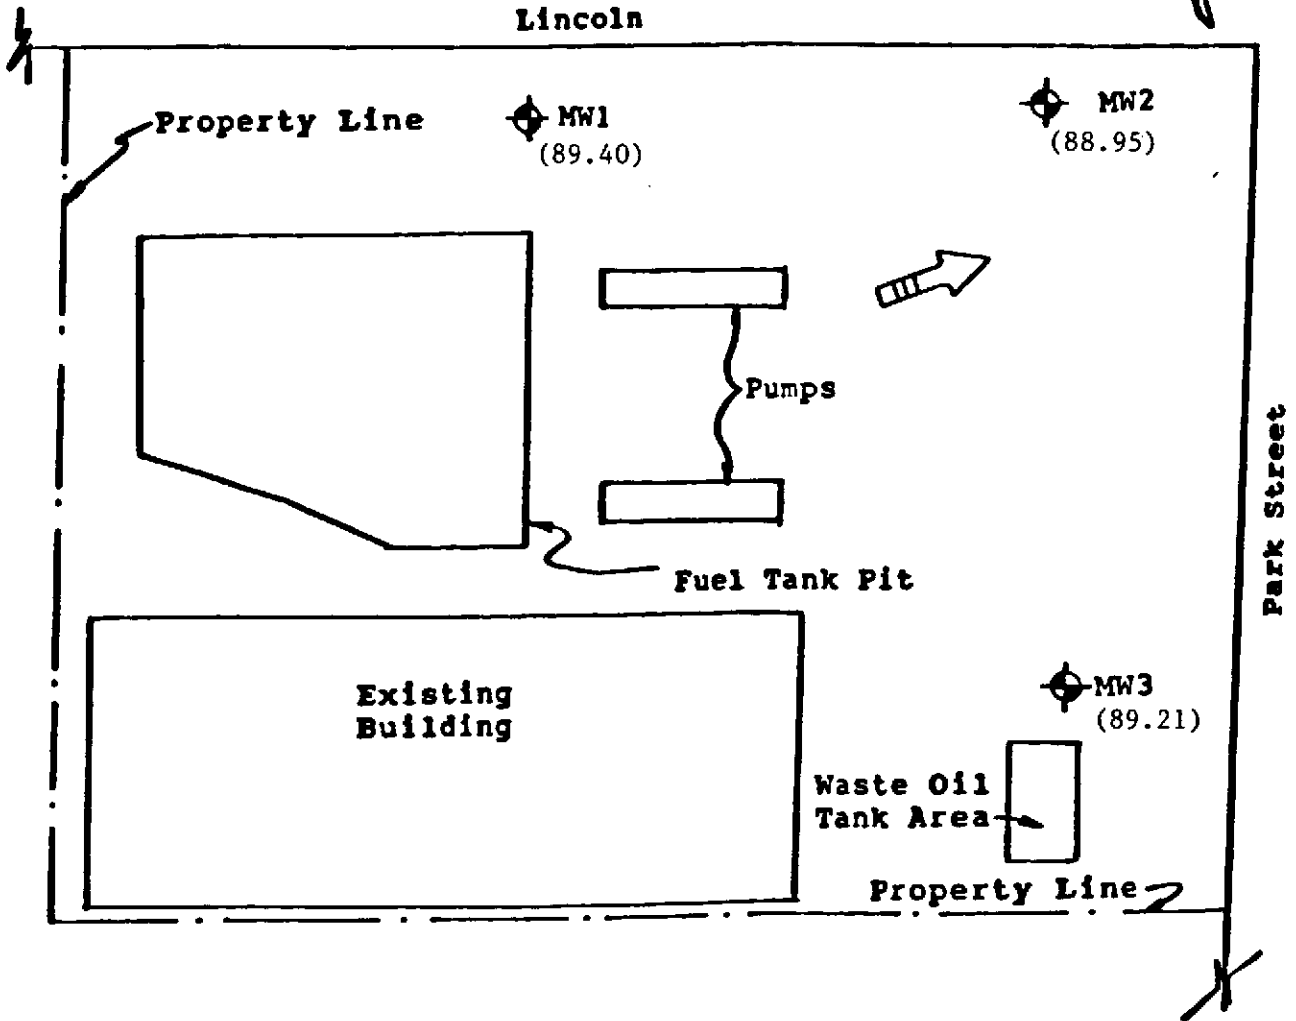 Lincoln
Property Line
MW1
(89.40)
MW2
(88.95)
Pumps
Park Street
Fuel Tank Pit
Existing
Building
MW3
(89.21)
Waste Oil
Tank Area
Property Line